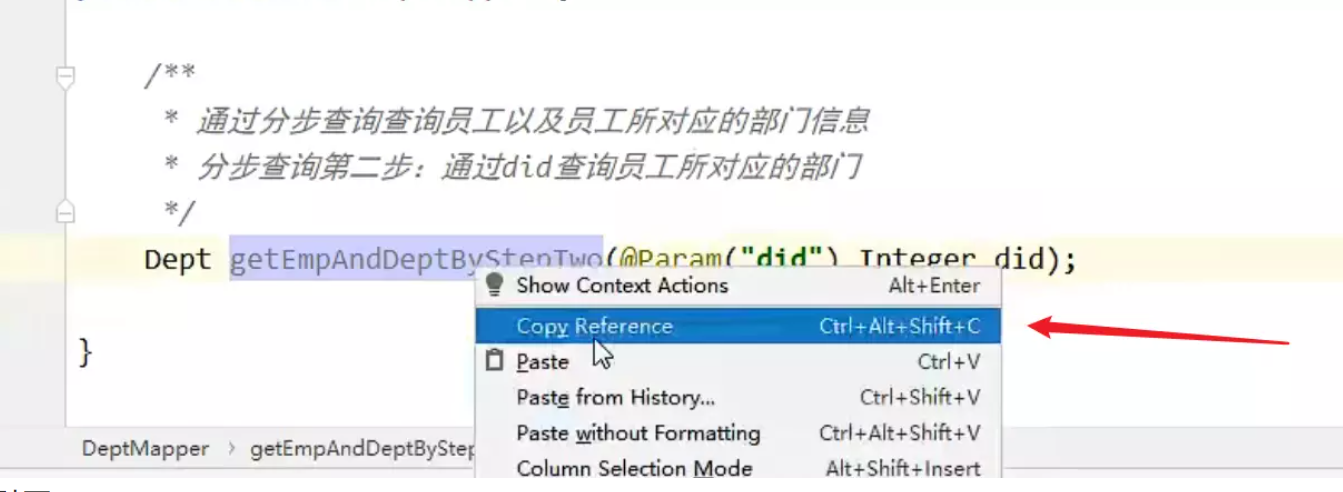 /**
* 通过分步查询查询员工以及员工所对应的部门信息
* 分步查询第二步：通过did查询员工所对应的部门
*/
Dept getEmpAndDeptByStepTwo(@Param("did") Integer did);
Show Context Actions Alt+Enter
Copy Reference Ctrl+Alt+Shift+C
}
Paste Ctrl+V
Paste from History... Ctrl+Shift+V
Paste without Formatting Ctrl+Alt+Shift+V
DeptMapper › getEmpAndDeptByStep
Column Selection Mode Alt+Shift+Insert